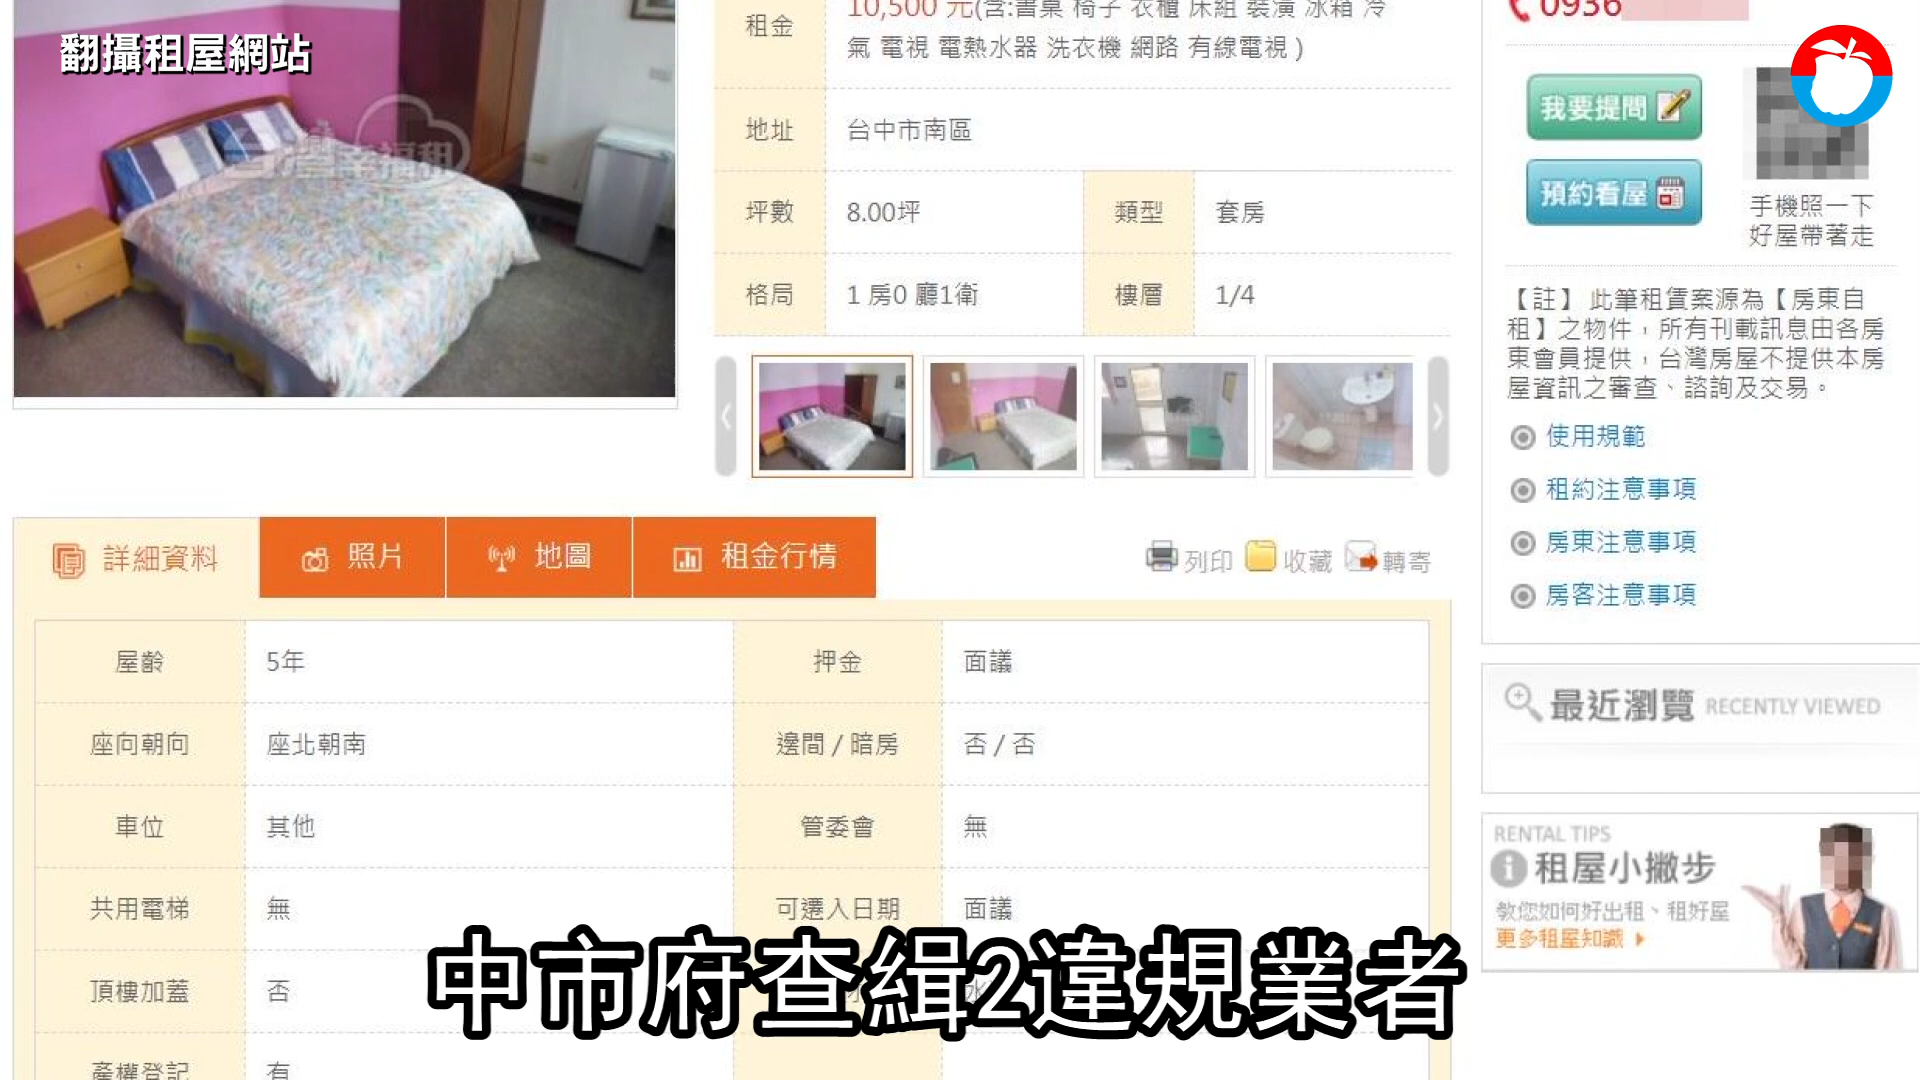 翻攝租屋網站
台灣幸福租
租金
10,500 元(含:書桌 椅子 衣櫃 床組 裝潢 冰箱 冷
氣 電視 電熱水器 洗衣機 網路 有線電視 )
地址
台中市南區
坪數
8.00坪
類型
套房
格局
1 房0 廳1衛
樓層
1/4
0936
我要提問
預約看屋
手機照一下
好屋帶著走
【註】 此筆租賃案源為【房東自
租】之物件，所有刊載訊息由各房
東會員提供，台灣房屋不提供本房
屋資訊之審查、諮詢及交易。
使用規範
租約注意事項
房東注意事項
房客注意事項
詳細資料
照片
地圖
租金行情
列印
收藏
轉寄
屋齡
5年
押金
面議
座向朝向
座北朝南
邊間 / 暗房
否 / 否
車位
其他
管委會
無
共用電梯
無
可遷入日期
面議
頂樓加蓋
否
產權登記
有
最近瀏覽 RECENTLY VIEWED
RENTAL TIPS
租屋小撇步
教您如何好出租、租好屋
更多租屋知識
中市府查緝2違規業者